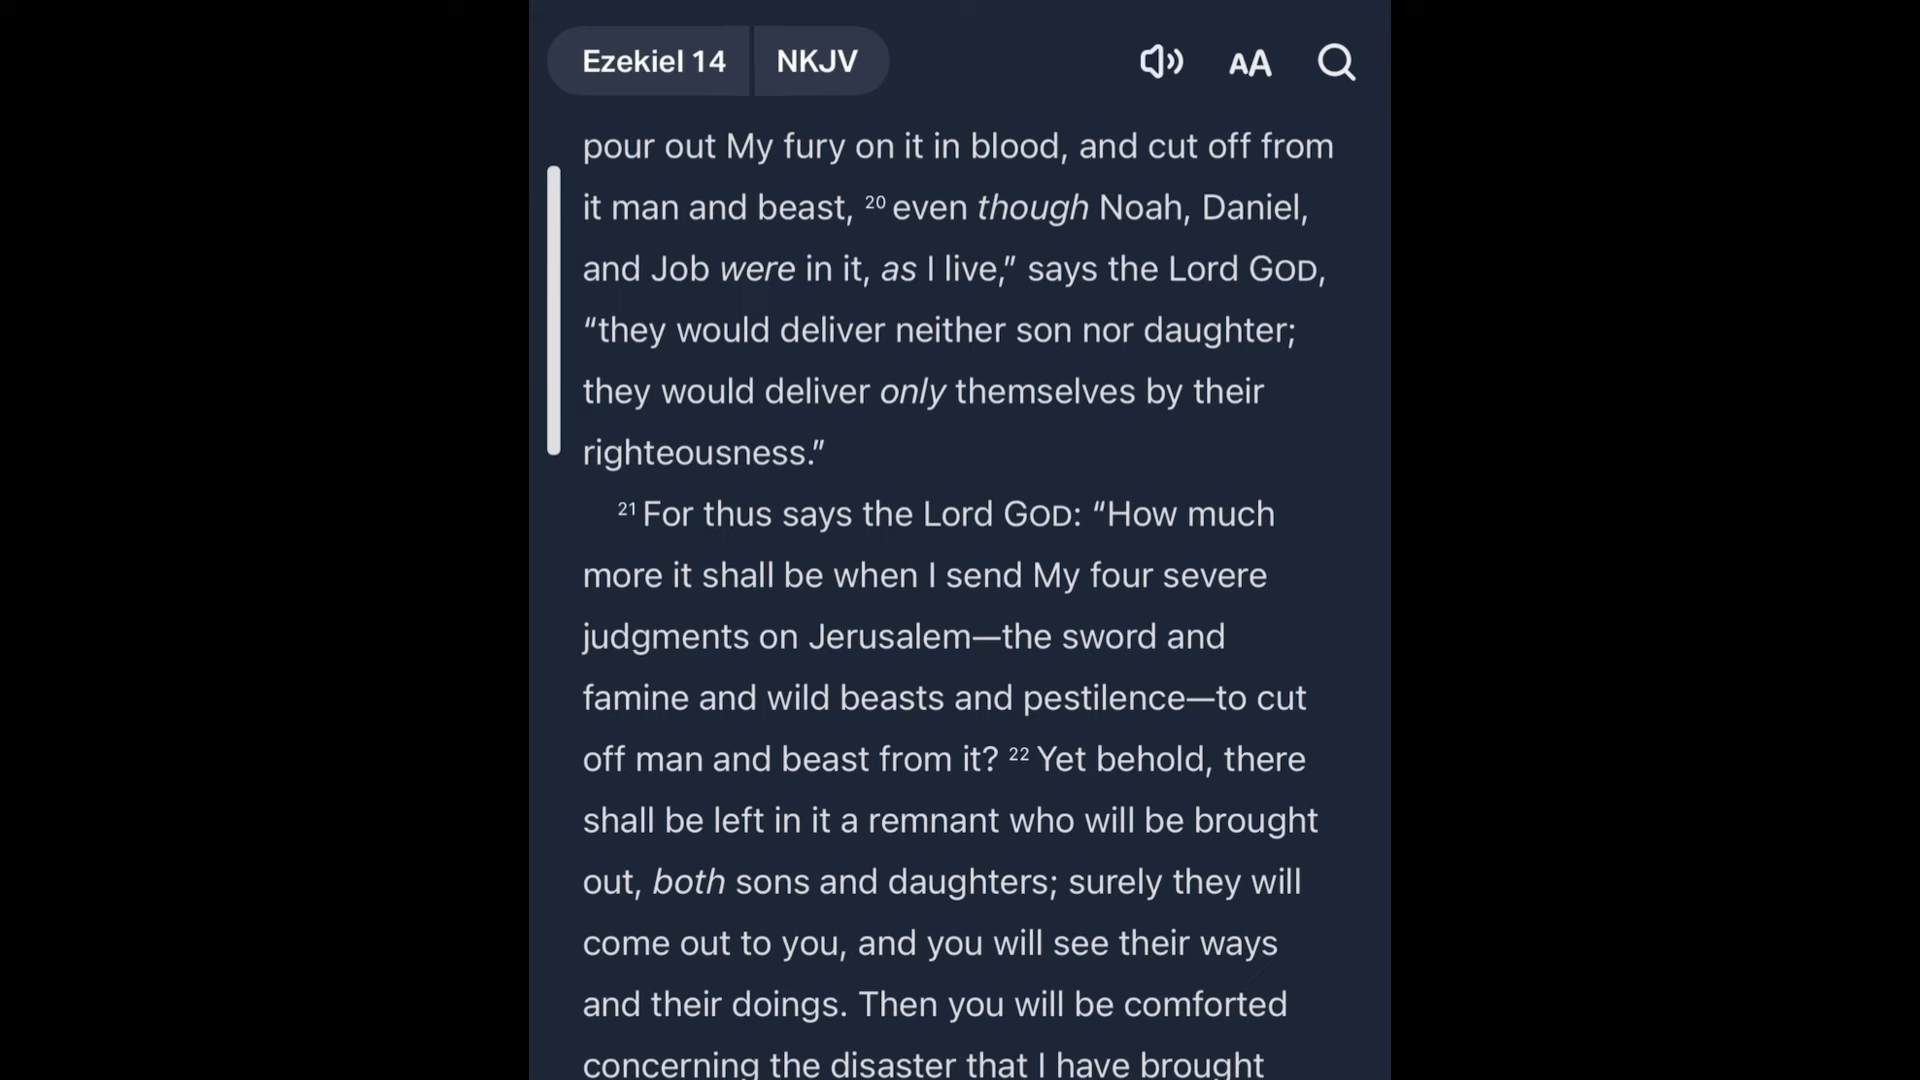 Ezekiel 14 NKJV AA
pour out My fury on it in blood, and cut off from
it man and beast, 20 even though Noah, Daniel,
and Job were in it, as I live,” says the Lord GOD,
“they would deliver neither son nor daughter;
they would deliver only themselves by their
righteousness.”
21 For thus says the Lord GOD: “How much
more it shall be when I send My four severe
judgments on Jerusalem—the sword and
famine and wild beasts and pestilence—to cut
off man and beast from it? 22 Yet behold, there
shall be left in it a remnant who will be brought
out, both sons and daughters; surely they will
come out to you, and you will see their ways
and their doings. Then you will be comforted
concerning the disaster that I have brought